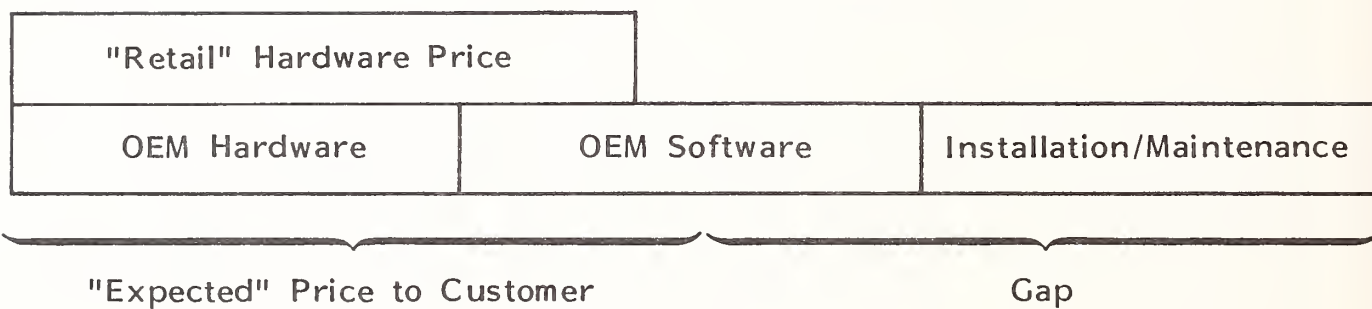 "Retail" Hardware Price
OEM Hardware OEM Software Installation/Maintenance
"Expected" Price to Customer Gap